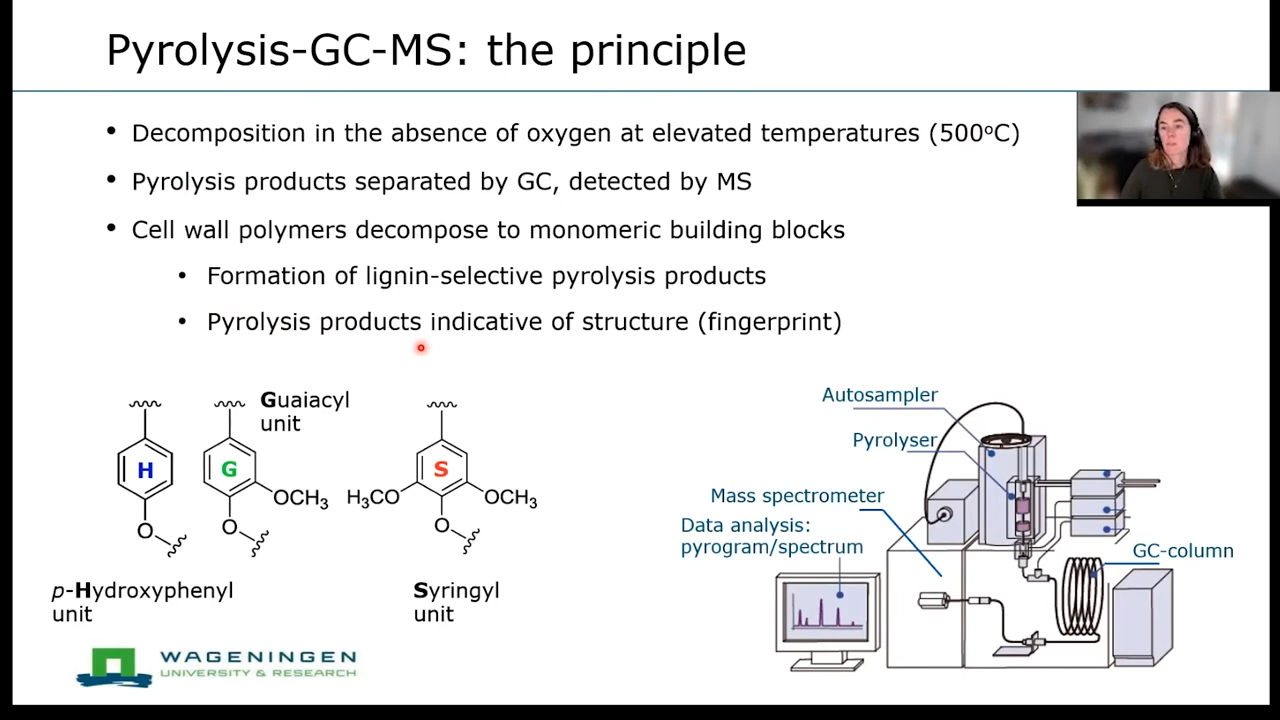 Pyrolysis-GC-MS: the principle
• Decomposition in the absence of oxygen at elevated temperatures (500ºC)
• Pyrolysis products separated by GC, detected by MS
• Cell wall polymers decompose to monomeric building blocks
• Formation of lignin-selective pyrolysis products
• Pyrolysis products indicative of structure (fingerprint)
Guaiacyl
unit
H
G
S
OCH3
H3CO
OCH3
O
O
O
p-Hydroxyphenyl
unit
Syringyl
unit
Autosampler
Pyrolyser
Mass spectrometer
Data analysis:
pyrogram/spectrum
GC-column
WAGENINGEN
UNIVERSITY & RESEARCH